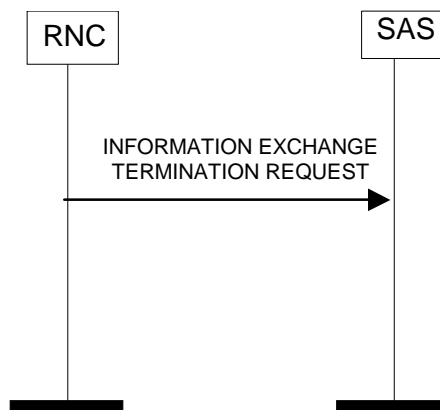 RNC
SAS
INFORMATION EXCHANGE
TERMINATION REQUEST